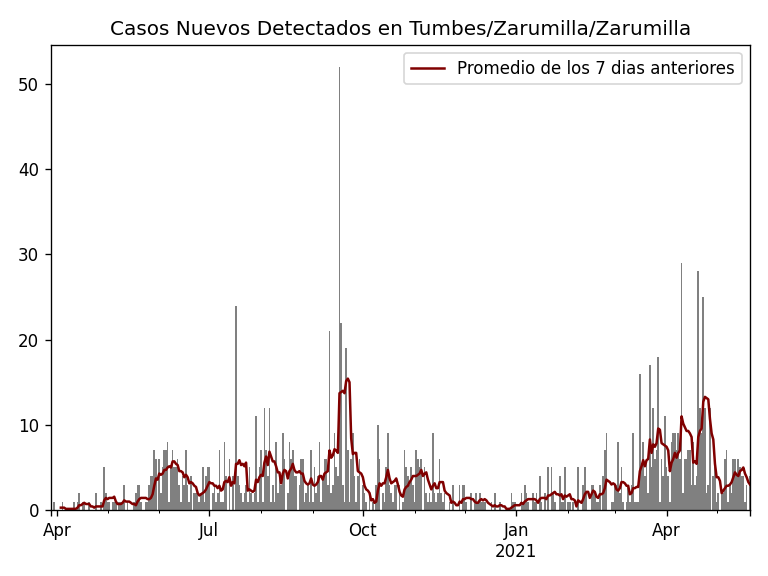 Casos Nuevos Detectados en Tumbes/Zarumilla/Zarumilla
Promedio de los 7 dias anteriores
50
40
30
20
10
0
Apr Jul Oct Jan Apr
2021